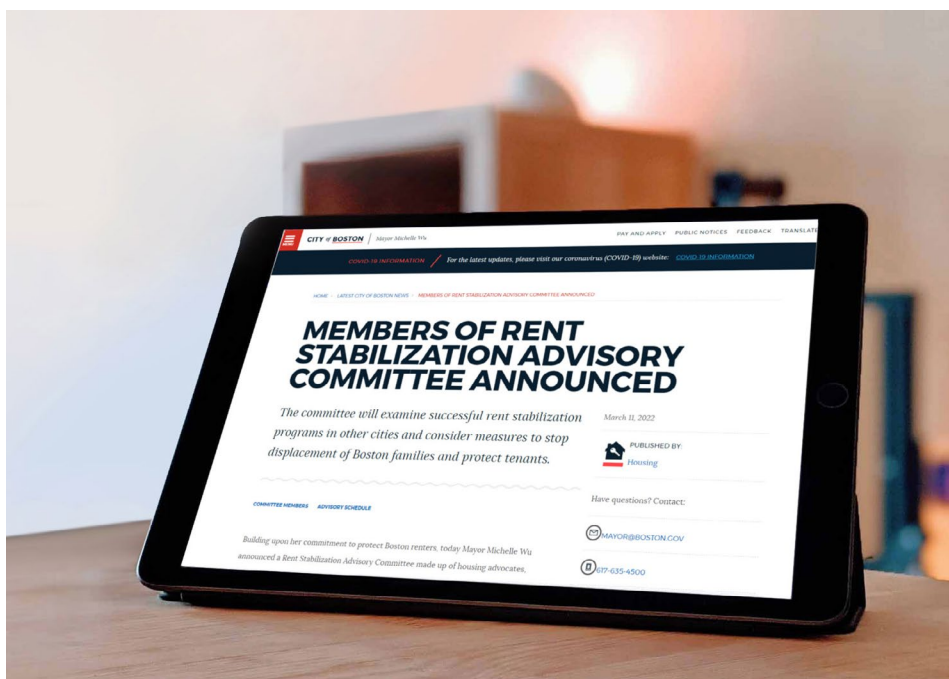 MENU
CITY of BOSTON
Mayor Michelle Wu
PAY AND APPLY PUBLIC NOTICES FEEDBACK TRANSLATE
COVID-19 INFORMATION / For the latest updates, please visit our coronavirus (COVID-19) website: COVID-19 INFORMATION
HOME › LATEST CITY OF BOSTON NEWS › MEMBERS OF RENT STABILIZATION ADVISORY COMMITTEE ANNOUNCED
MEMBERS OF RENT
STABILIZATION ADVISORY
COMMITTEE ANNOUNCED
The committee will examine successful rent stabilization
programs in other cities and consider measures to stop
displacement of Boston families and protect tenants.
March 11, 2022
PUBLISHED BY:
Housing
Have questions? Contact:
MAYOR@BOSTON.GOV
617-635-4500
COMMITTEE MEMBERS ADVISORY SCHEDULE
Building upon her commitment to protect Boston renters, today Mayor Michelle Wu
announced a Rent Stabilization Advisory Committee made up of housing advocates,